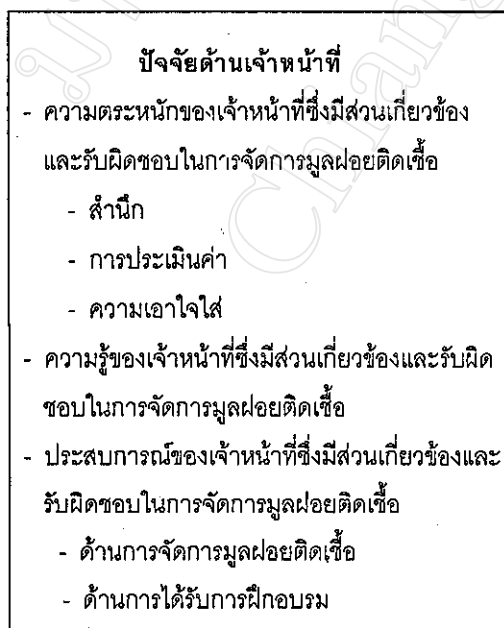 ปัจจัยด้านเจ้าหน้าที่
- ความตระหนักของเจ้าหน้าที่ซึ่งมีส่วนเกี่ยวข้อง
และรับผิดชอบในการจัดการมูลฝอยติดเชื้อ
- สำนึก
- การประเมินค่า
- ความเอาใจใส่
- ความรู้ของเจ้าหน้าที่ซึ่งมีส่วนเกี่ยวข้องและรับผิด
ชอบในการจัดการมูลฝอยติดเชื้อ
- ประสบการณ์ของเจ้าหน้าที่ซึ่งมีส่วนเกี่ยวข้องและ
รับผิดชอบในการจัดการมูลฝอยติดเชื้อ
- ด้านการจัดการมูลฝอยติดเชื้อ
- ด้านการได้รับการฝึกอบรม